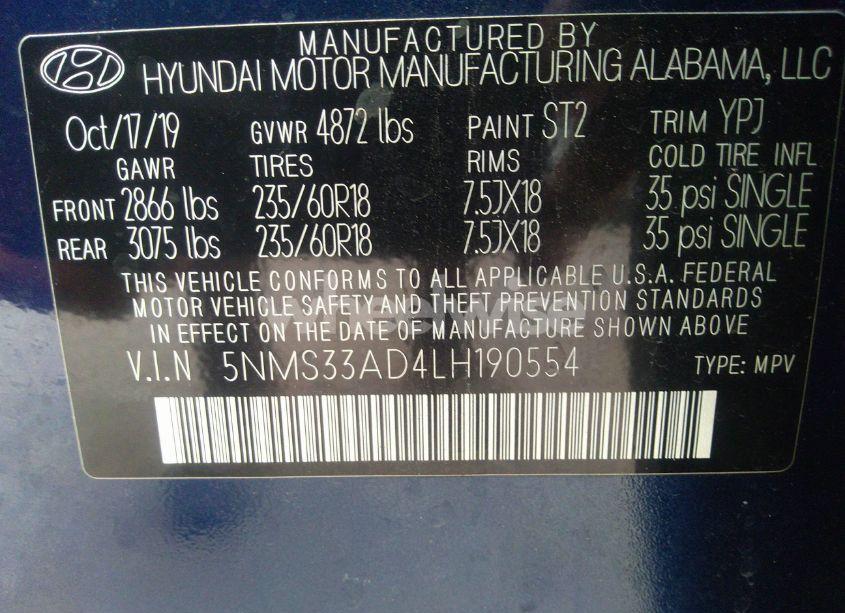 MANUFACTURED BY
HYUNDAI MOTOR MANUFACTURING ALABAMA, LLC
Oct/17/19 GVWR 4872 lbs PAINT ST2 TRIM YPJ
GAWR TIRES RIMS COLD TIRE INFL
FRONT 2866 lbs 235/60R18 7.5JX18 35 psi SINGLE
REAR 3075 lbs 235/60R18 7.5JX18 35 psi SINGLE
THIS VEHICLE CONFORMS TO ALL APPLICABLE U.S.A. FEDERAL
MOTOR VEHICLE SAFETY AND THEFT PREVENTION STANDARDS
IN EFFECT ON THE DATE OF MANUFACTURE SHOWN ABOVE
V.I.N 5NMS33AD4LH190554 TYPE: MPV